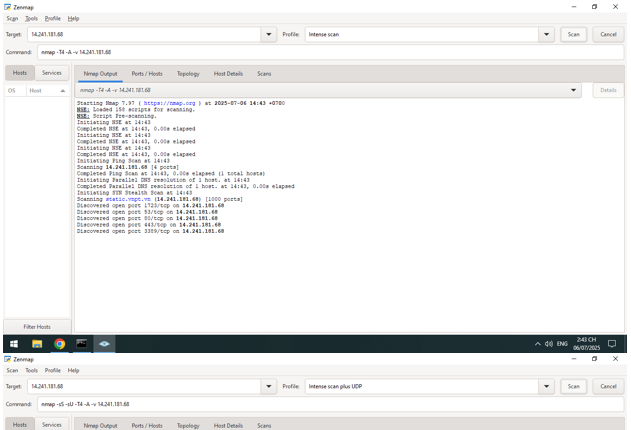 Zenmap
Scan Tools Profile Help
Target: 14.241.181.68 Profile: Intense scan Scan Cancel
Command: nmap -T4 -A -v 14.241.181.68
Hosts Services Nmap Output Ports / Hosts Topology Host Details Scans
OS Host nmap -T4 -A -v 14.241.181.68 Details
Starting Nmap 7.97 ( https://nmap.org ) at 2025-07-06 14:43 +0700
NSE: Loaded 158 scripts for scanning.
NSE: Script Pre-scanning.
Initiating NSE at 14:43
Completed NSE at 14:43, 0.00s elapsed
Initiating NSE at 14:43
Completed NSE at 14:43, 0.00s elapsed
Initiating NSE at 14:43
Completed NSE at 14:43, 0.00s elapsed
Initiating Ping Scan at 14:43
Scanning 14.241.181.68 [4 ports]
Completed Ping Scan at 14:43, 0.00s elapsed (1 total hosts)
Initiating Parallel DNS resolution of 1 host. at 14:43
Completed Parallel DNS resolution of 1 host. at 14:43, 0.00s elapsed
Initiating SYN Stealth Scan at 14:43
Scanning static.vnpt.vn (14.241.181.68) [1000 ports]
Discovered open port 1723/tcp on 14.241.181.68
Discovered open port 53/tcp on 14.241.181.68
Discovered open port 80/tcp on 14.241.181.68
Discovered open port 443/tcp on 14.241.181.68
Discovered open port 3389/tcp on 14.241.181.68
Filter Hosts
ENG 2:43 CH
06/07/2025
Zenmap
Scan Tools Profile Help
Target: 14.241.181.68 Profile: Intense scan plus UDP Scan Cancel
Command: nmap -sS -sU -T4 -A -v 14.241.181.68
Hosts Services Nmap Output Ports / Hosts Topology Host Details Scans